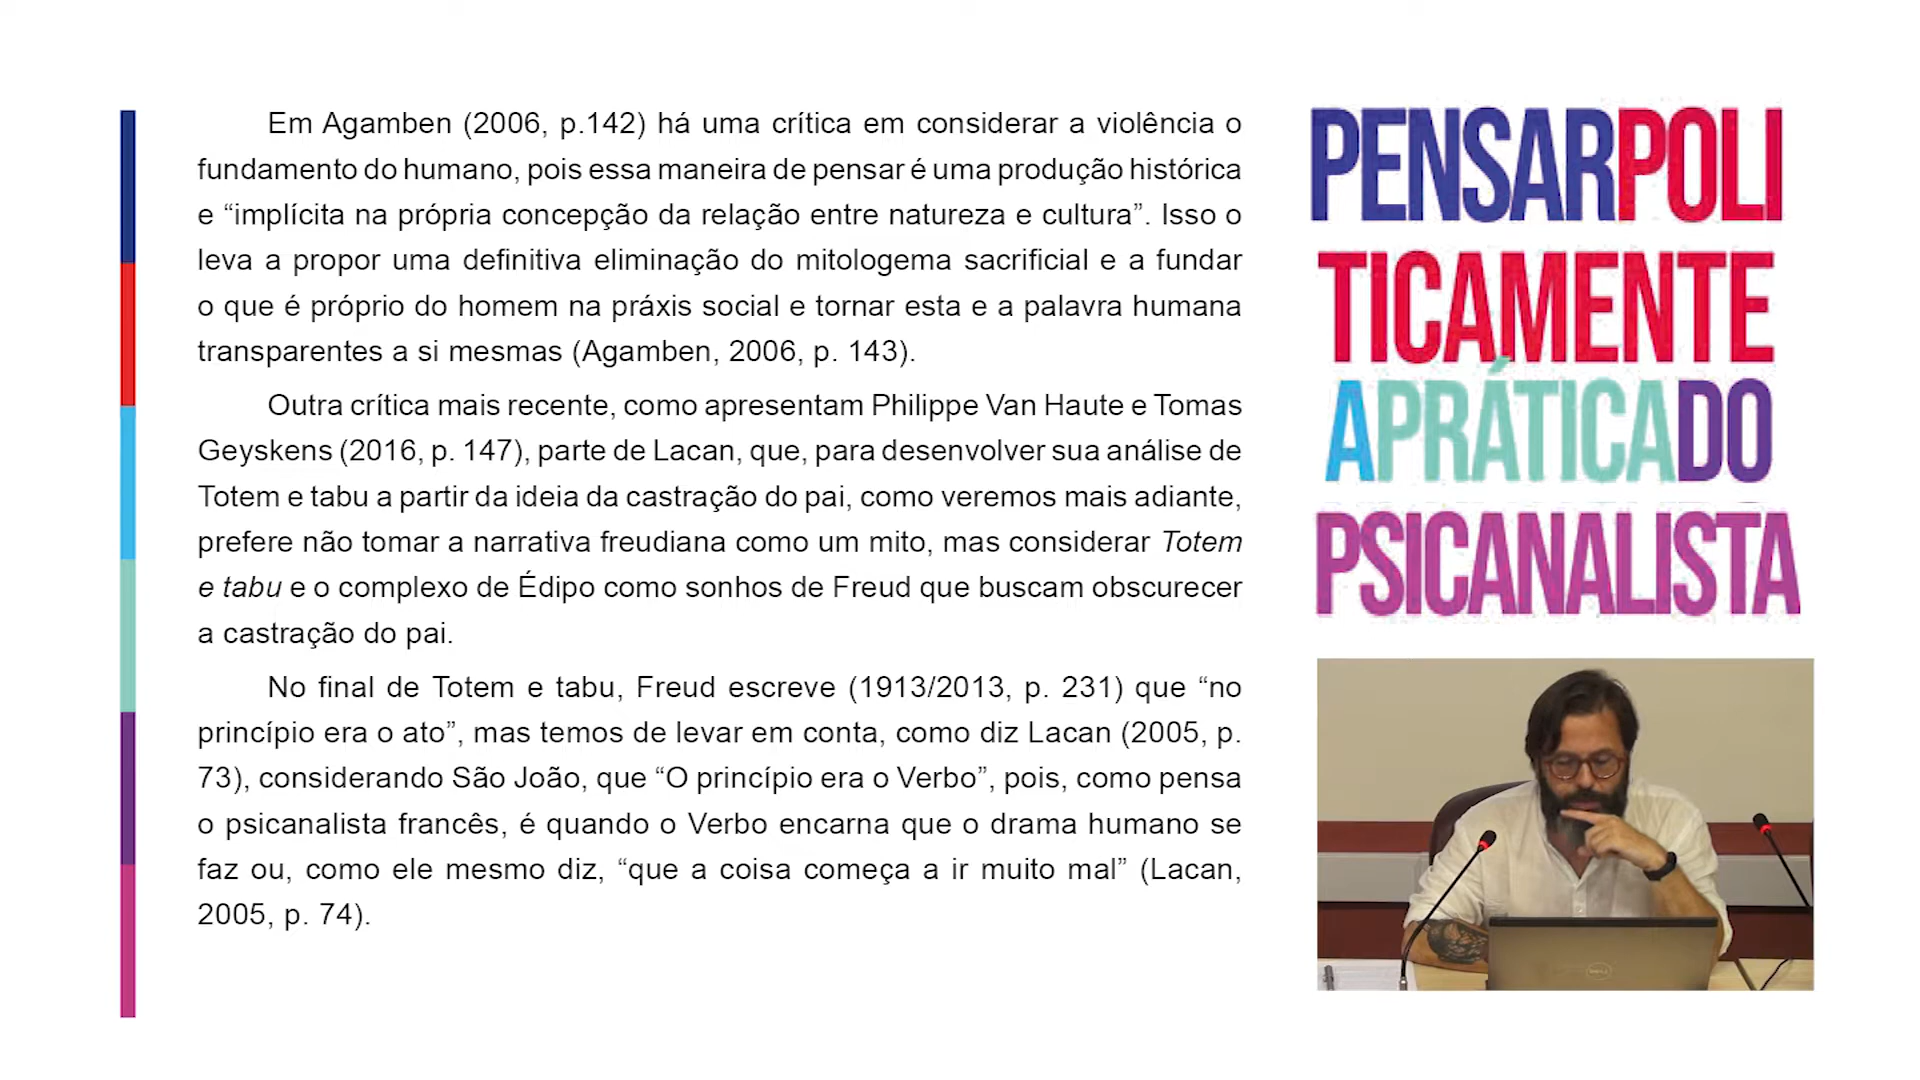 Em Agamben (2006, p.142) há uma crítica em considerar a violência o
fundamento do humano, pois essa maneira de pensar é uma produção histórica
e “implícita na própria concepção da relação entre natureza e cultura”. Isso o
leva a propor uma definitiva eliminação do mitologema sacrificial e a fundar
o que é próprio do homem na práxis social e tornar esta e a palavra humana
transparentes a si mesmas (Agamben, 2006, p. 143).
Outra crítica mais recente, como apresentam Philippe Van Haute e Tomas
Geyskens (2016, p. 147), parte de Lacan, que, para desenvolver sua análise de
Totem e tabu a partir da ideia da castração do pai, como veremos mais adiante,
prefere não tomar a narrativa freudiana como um mito, mas considerar Totem
e tabu e o complexo de Édipo como sonhos de Freud que buscam obscurecer
a castração do pai.
No final de Totem e tabu, Freud escreve (1913/2013, p. 231) que “no
princípio era o ato”, mas temos de levar em conta, como diz Lacan (2005, p.
73), considerando São João, que “O princípio era o Verbo”, pois, como pensa
o psicanalista francês, é quando o Verbo encarna que o drama humano se
faz ou, como ele mesmo diz, “que a coisa começa a ir muito mal” (Lacan,
2005, p. 74).
PENSARPOLI
TICAMENTE
APRÁTICADO
PSICANALISTA
DELL